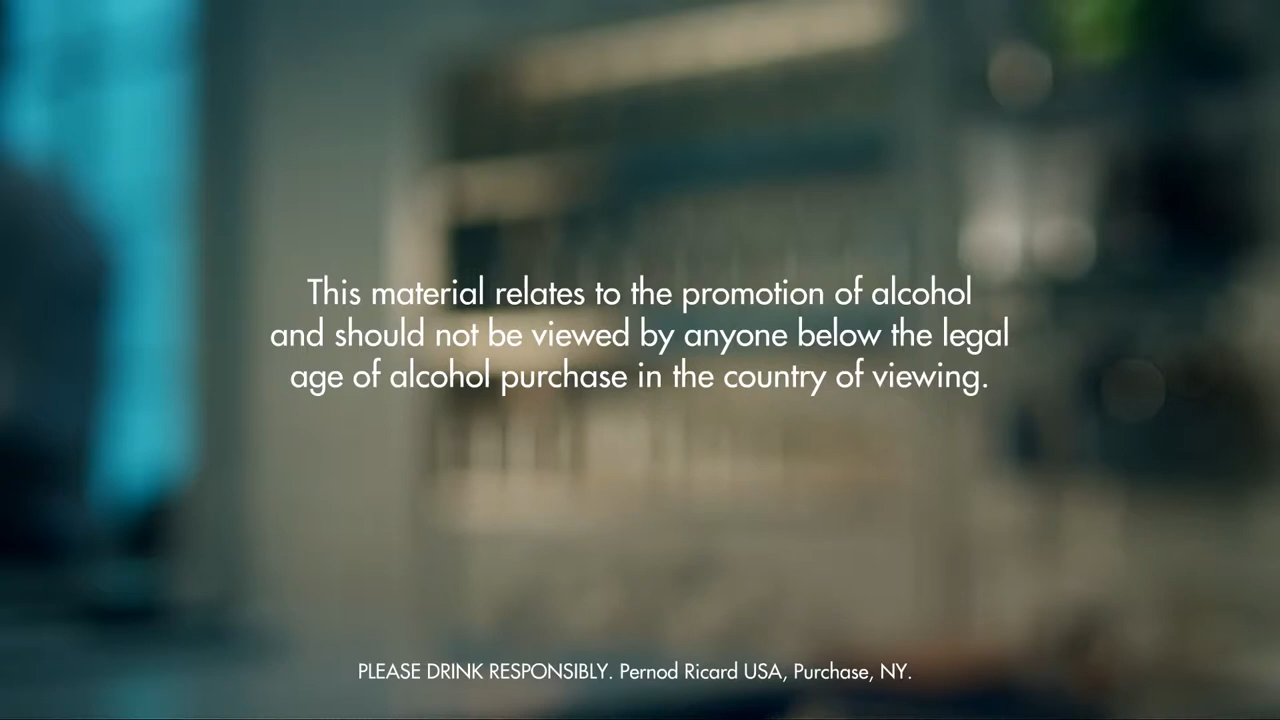 This material relates to the promotion of alcohol
and should not be viewed by anyone below the legal
age of alcohol purchase in the country of viewing.
PLEASE DRINK RESPONSIBLY. Pernod Ricard USA, Purchase, NY.